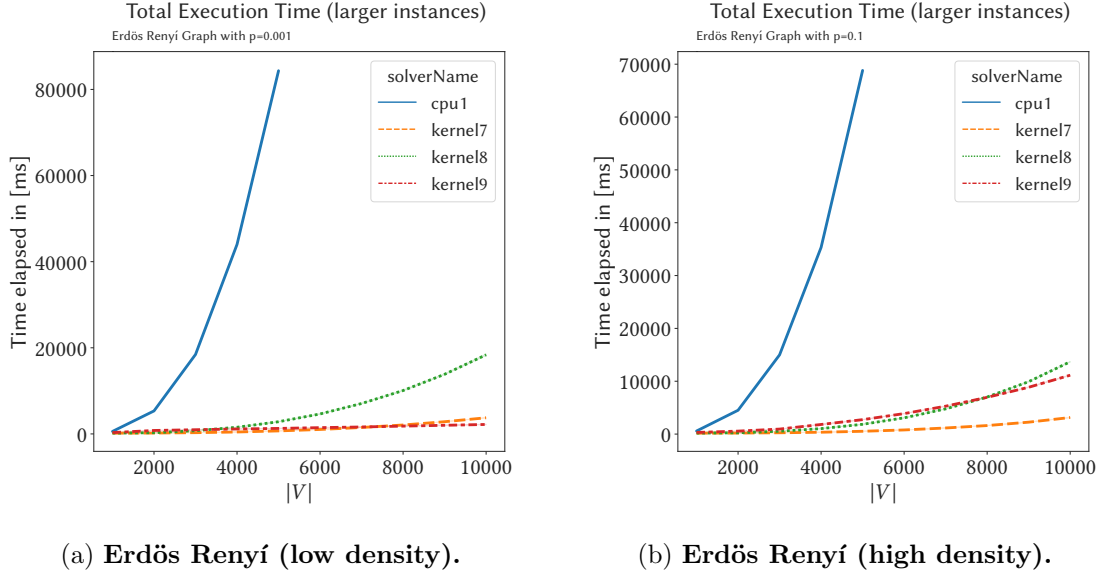 Total Execution Time (larger instances)
Erdös Renyí Graph with p=0.001
Time elapsed in [ms]
80000
60000
40000
20000
0
solverName
cpu1
kernel7
kernel8
kernel9
2000 4000 6000 8000 10000
|V|
(a) Erdös Renyí (low density).
Total Execution Time (larger instances)
Erdös Renyí Graph with p=0.1
Time elapsed in [ms]
70000
60000
50000
40000
30000
20000
10000
0
solverName
cpu1
kernel7
kernel8
kernel9
2000 4000 6000 8000 10000
|V|
(b) Erdös Renyí (high density).